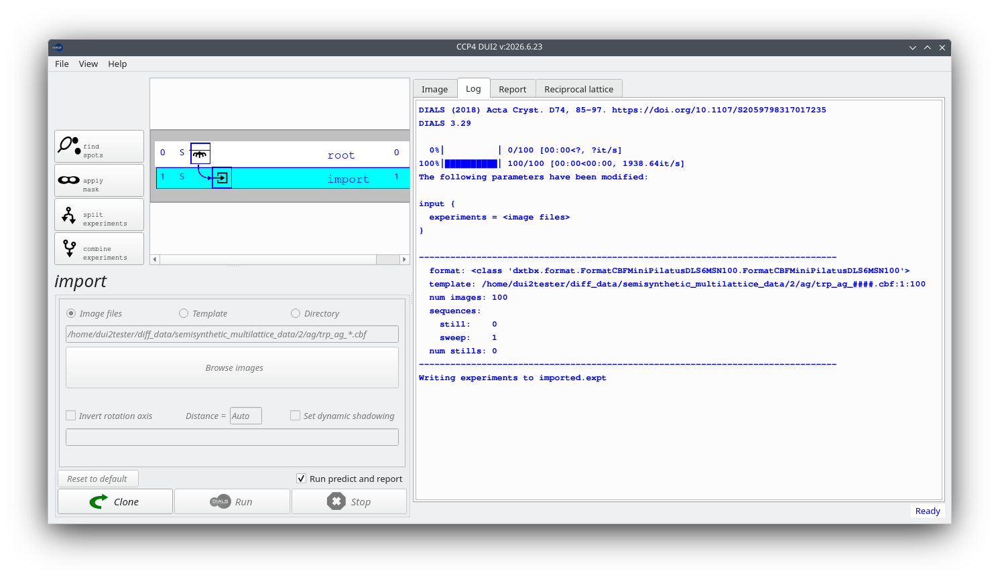 CCP4 DUI2 v:2026.6.23
File View Help
find
spots
apply
mask
split
experiments
combine
experiments
0 S root 0
1 S import 1
import
Image files Template Directory
/home/dui2tester/diff_data/semisynthetic_multilattice_data/2/ag/trp_ag_*.cbf
Browse images
Invert rotation axis Distance = Auto Set dynamic shadowing
Reset to default Run predict and report
Clone DIALS Run Stop
Image Log Report Reciprocal lattice
DIALS (2018) Acta Cryst. D74, 85-97. https://doi.org/10.1107/S2059798317017235
DIALS 3.29
0%| | 0/100 [00:00<?, ?it/s]
100%|██████████| 100/100 [00:00<00:00, 1938.64it/s]
The following parameters have been modified:
input {
experiments = <image files>
}
--------------------------------------------------------------------------------
format: <class 'dxtbx.format.FormatCBFMiniPilatusDLS6MSN100.FormatCBFMiniPilatusDLS6MSN100'>
template: /home/dui2tester/diff_data/semisynthetic_multilattice_data/2/ag/trp_ag_####.cbf:1:100
num images: 100
sequences:
still: 0
sweep: 1
num stills: 0
--------------------------------------------------------------------------------
Writing experiments to imported.expt
Ready